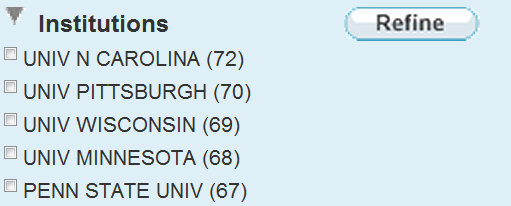 Institutions Refine
UNIV N CAROLINA (72)
UNIV PITTSBURGH (70)
UNIV WISCONSIN (69)
UNIV MINNESOTA (68)
PENN STATE UNIV (67)